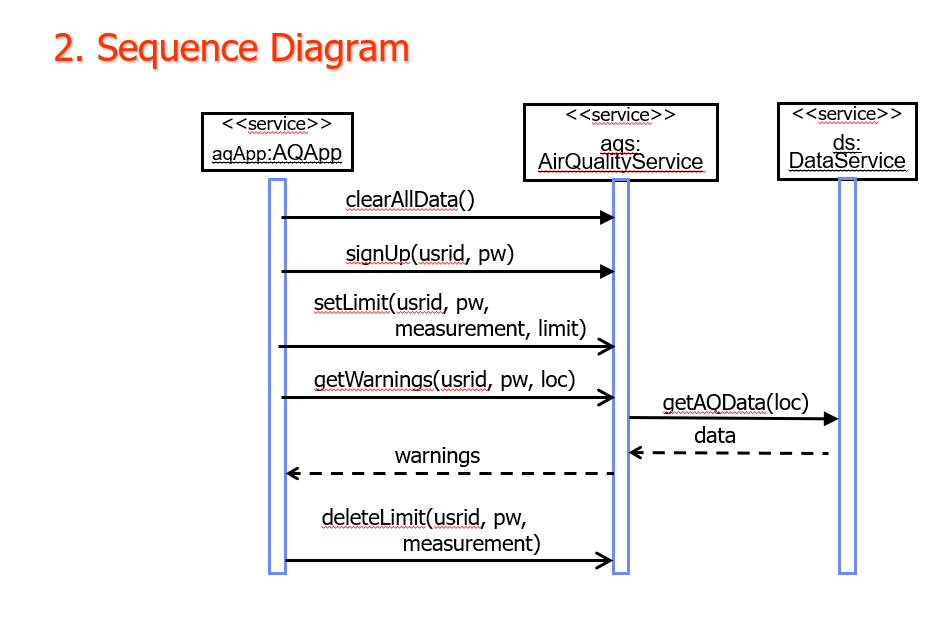 2. Sequence Diagram
<<service>>
aqApp:AQApp
<<service>>
aqs:
AirQualityService
<<service>>
ds:
DataService
clearAllData()
signUp(usrid, pw)
setLimit(usrid, pw,
measurement, limit)
getWarnings(usrid, pw, loc)
getAQData(loc)
data
warnings
deleteLimit(usrid, pw,
measurement)